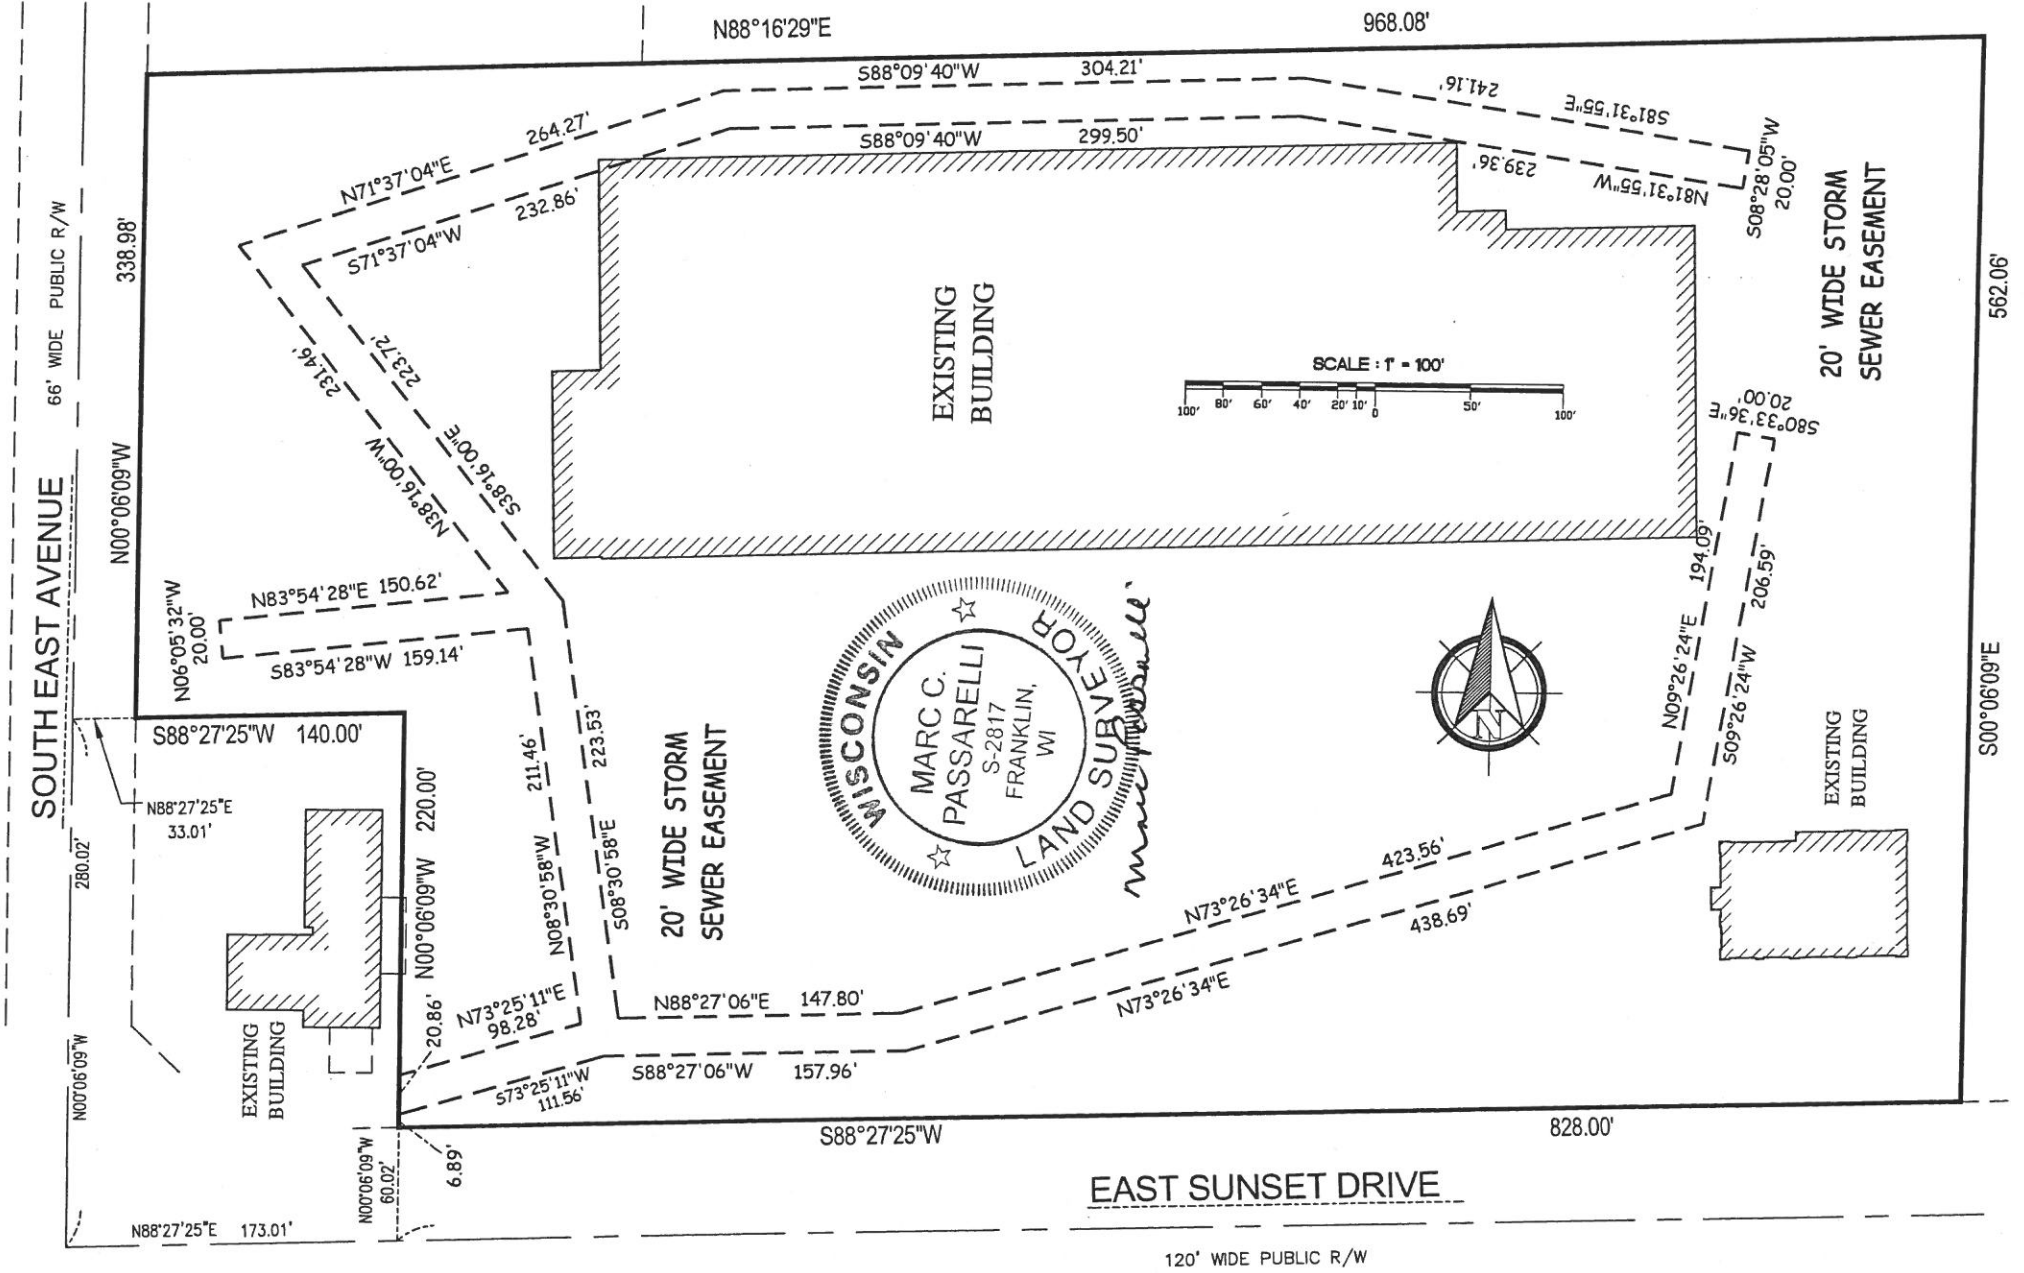 N88°16'29"E 968.08'
S88°09'40"W 304.21'
241.16' S81°31'55"E
N71°37'04"E 264.27'
S88°09'40"W 299.50'
239.36' N81°31'55"W
S08°28'05"W
20.00'
S71°37'04"W 232.86'
20' WIDE STORM
SEWER EASEMENT
66' WIDE PUBLIC R/W
SOUTH EAST AVENUE
N00°06'09"W 338.98'
231.46' N38°16'00"W
223.72' S38°16'00"E
EXISTING
BUILDING
SCALE : 1" = 100'
100' 80' 60' 40' 20' 10' 0 50' 100'
S80°33'36"E
20.00'
562.06'
S00°06'09"E
N83°54'28"E 150.62'
N06°05'32"W
20.00'
S83°54'28"W 159.14'
194.09'
N09°26'24"E
206.59'
S09°26'24"W
S88°27'25"W 140.00'
N88°27'25"E
33.01'
280.02'
N00°06'09"W
N00°06'09"W 220.00'
211.46'
N08°30'58"W
223.53'
S08°30'58"E
20' WIDE STORM
SEWER EASEMENT
WISCONSIN
MARC C.
PASSARELLI
S-2817
FRANKLIN,
WI
LAND SURVEYOR
Marc Passarelli
N
EXISTING
BUILDING
N73°26'34"E 423.56'
N73°26'34"E 438.69'
N88°27'06"E 147.80'
S88°27'06"W 157.96'
N73°25'11"E
98.28'
S73°25'11"W
111.56'
20.86'
EXISTING
BUILDING
S88°27'25"W 828.00'
N00°06'09"W
60.02'
6.89'
N88°27'25"E 173.01'
EAST SUNSET DRIVE
120' WIDE PUBLIC R/W